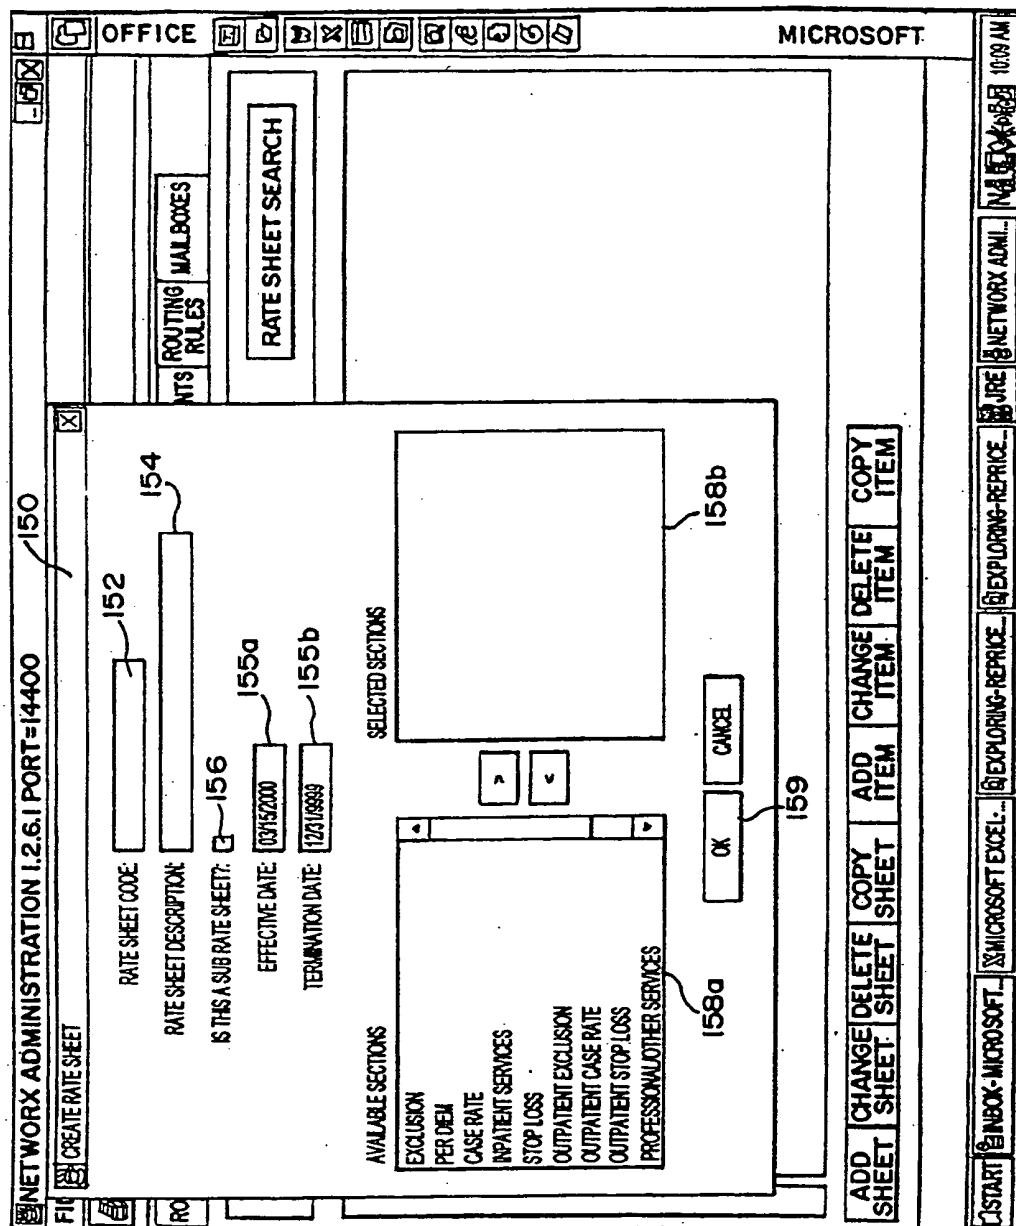 NETWORX ADMINISTRATION 1.2.6.1 PORT=14400
150
OFFICE
MICROSOFT
CREATE RATE SHEET
NTS
ROUTING RULES
MAILBOXES
RO
RATE SHEET SEARCH
RATE SHEET CODE:
152
RATE SHEET DESCRIPTION:
154
IS THIS A SUB RATE SHEET?:
156
EFFECTIVE DATE: 03/15/2000
155a
TERMINATION DATE: 12/31/9999
155b
AVAILABLE SECTIONS
SELECTED SECTIONS
EXCLUSION
PER DIEM
CASE RATE
INPATIENT SERVICES
STOP LOSS
OUTPATIENT EXCLUSION
OUTPATIENT CASE RATE
OUTPATIENT STOP LOSS
PROFESSIONAL/OTHER SERVICES
>
<
158a
158b
OK
CANCEL
159
ADD SHEET
CHANGE SHEET
DELETE SHEET
COPY SHEET
ADD ITEM
CHANGE ITEM
DELETE ITEM
COPY ITEM
START
INBOX-MICROSOFT...
MICROSOFT EXCEL-...
EXPLORING-REPRICE...
EXPLORING-REPRICE...
JRE
NETWORX ADMI...
10:09 AM